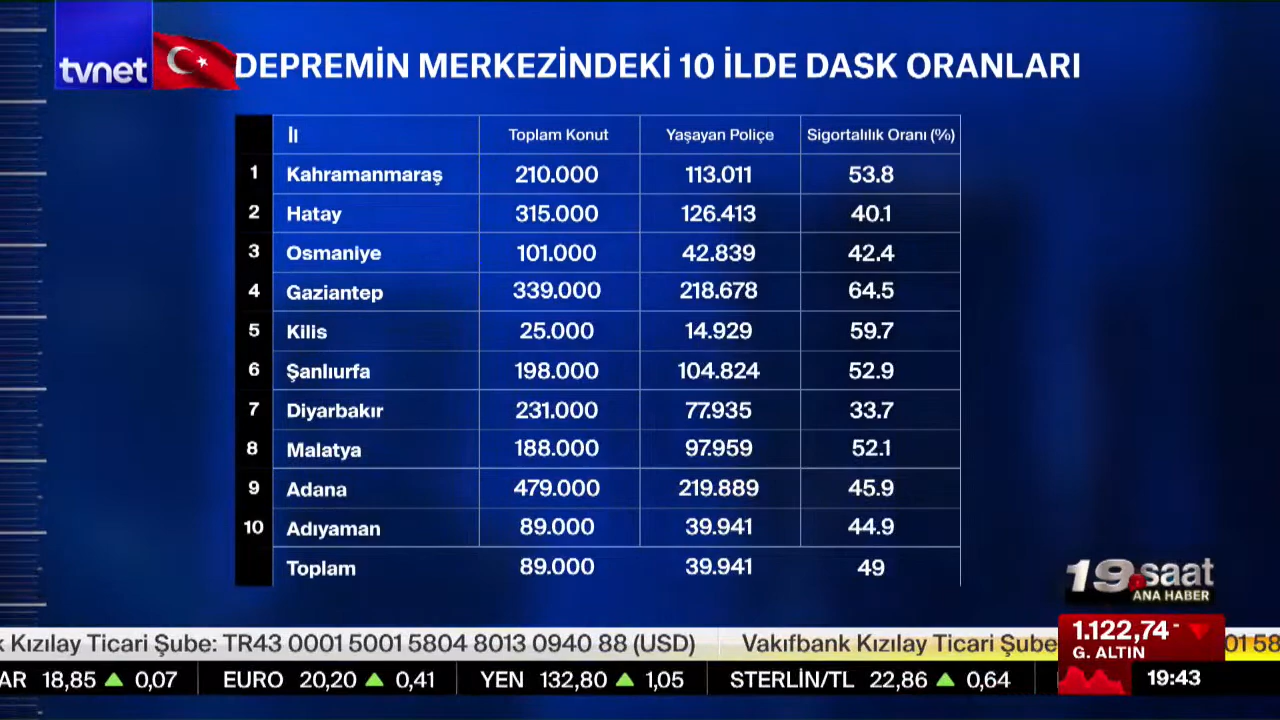 tvnet
DEPREMİN MERKEZİNDEKİ 10 İLDE DASK ORANLARI
İlı Toplam Konut Yaşayan Poliçe Sigortalılık Oranı (%)
1 Kahramanmaraş 210.000 113.011 53.8
2 Hatay 315.000 126.413 40.1
3 Osmaniye 101.000 42.839 42.4
4 Gaziantep 339.000 218.678 64.5
5 Kilis 25.000 14.929 59.7
6 Şanlıurfa 198.000 104.824 52.9
7 Diyarbakır 231.000 77.935 33.7
8 Malatya 188.000 97.959 52.1
9 Adana 479.000 219.889 45.9
10 Adıyaman 89.000 39.941 44.9
Toplam 89.000 39.941 49
19 saat
ANA HABER
Kızılay Ticari Şube: TR43 0001 5001 5804 8013 0940 88 (USD) Vakıfbank Kızılay Ticari Şube 01 58
1.122,74-
G. ALTIN
AR 18,85 0,07 EURO 20,20 0,41 YEN 132,80 1,05 STERLİN/TL 22,86 0,64
19:43